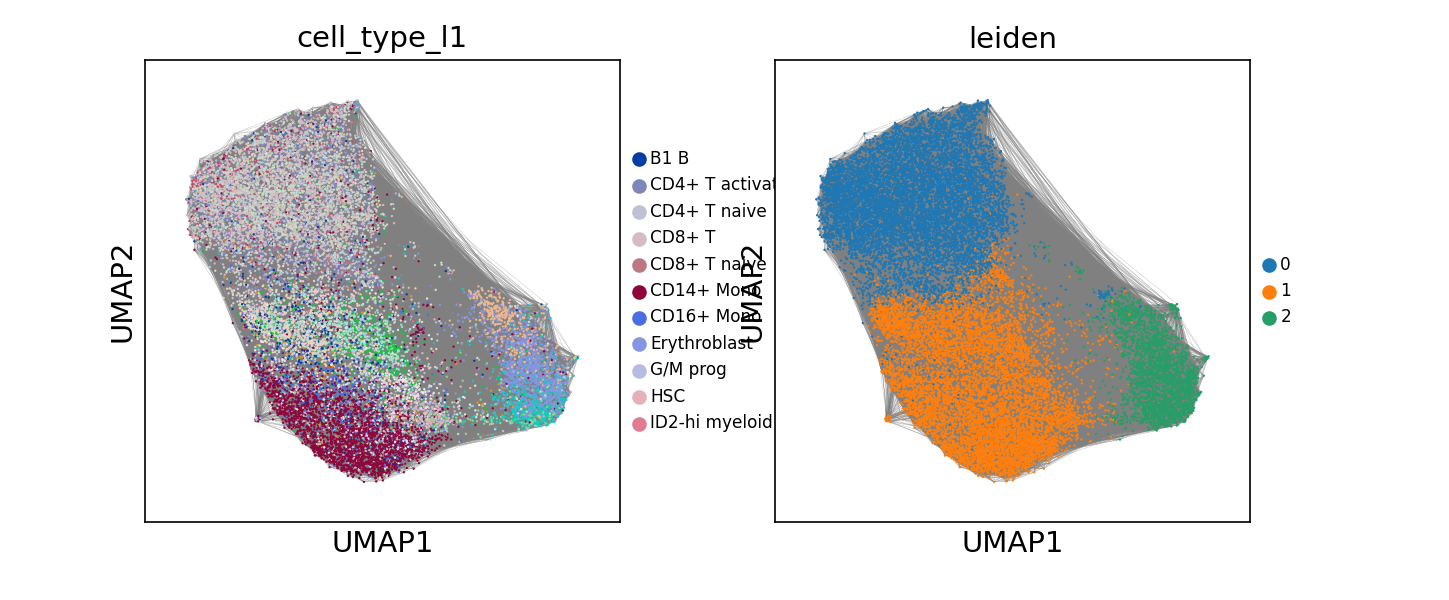 cell_type_l1
UMAP2
UMAP1
B1 B
CD4+ T activat
CD4+ T naive
CD8+ T
CD8+ T naive
CD14+ Mono
CD16+ Mono
Erythroblast
G/M prog
HSC
ID2-hi myeloid
leiden
UMAP2
UMAP1
0
1
2